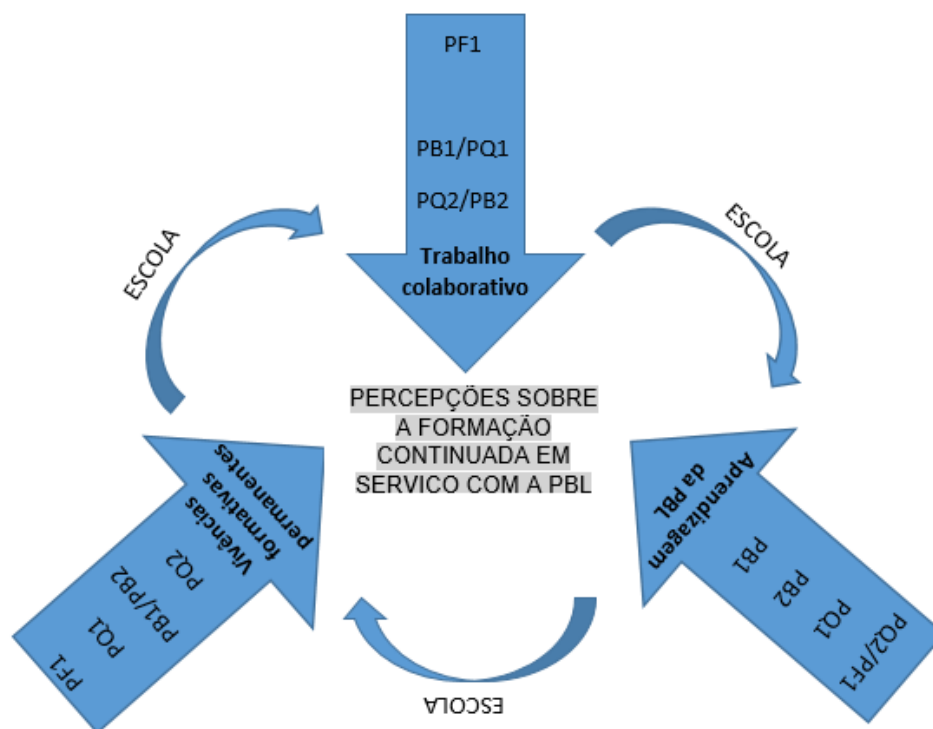 PF1
PB1/PQ1
PQ2/PB2
Trabalho
colaborativo
ESCOLA
ESCOLA
PERCEPÇÕES SOBRE
A FORMAÇÃO
CONTINUADA EM
SERVICO COM A PBL
Vivências
formativas
permanentes
PQ2
PB1/PB2
PQ1
PF1
Aprendizagem
da PBL
PB1
PB2
PQ1
PQ2/PF1
ESCOLA